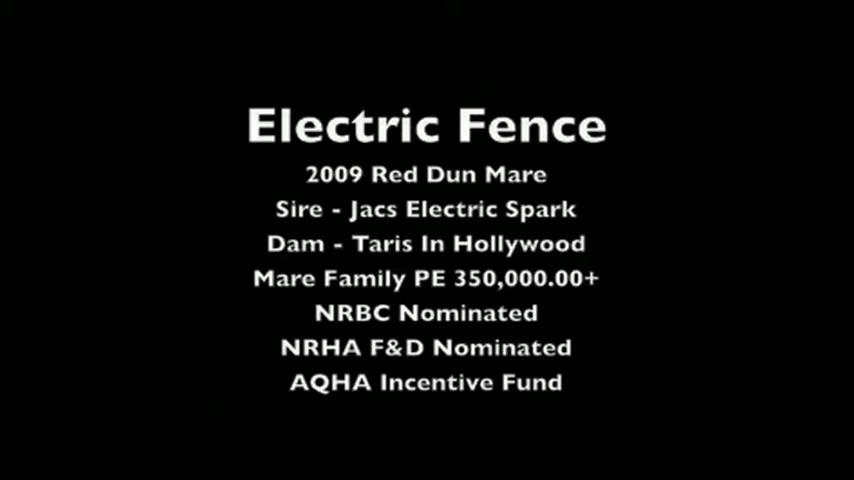 Electric Fence
2009 Red Dun Mare
Sire - Jacs Electric Spark
Dam - Taris In Hollywood
Mare Family PE 350,000.00+
NRBC Nominated
NRHA F&D Nominated
AQHA Incentive Fund